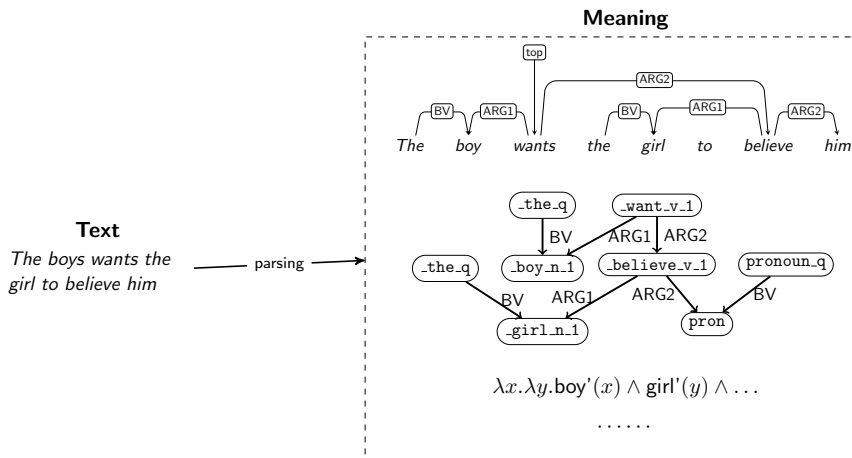 Meaning
top
ARG2
BV ARG1 BV ARG1 ARG2
The boy wants the girl to believe him
_the_q _want_v_1
BV ARG1 ARG2
Text
The boys wants the
girl to believe him
parsing
_the_q _boy_n_1 _believe_v_1 pronoun_q
BV ARG1 ARG2 BV
_girl_n_1 pron
λx.λy.boy'(x) ∧ girl'(y) ∧ ...
......